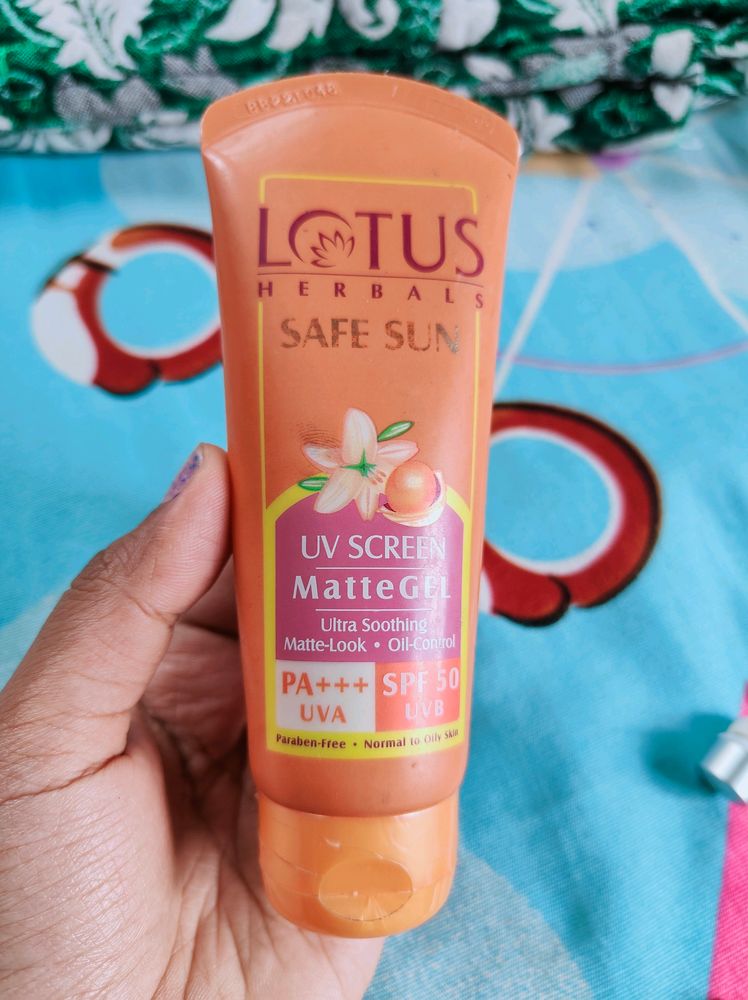 LOTUS
HERBALS
SAFE SUN
UV SCREEN
MatteGEL
Ultra Soothing
Matte-Look • Oil-Control
PA+++ SPF 50
UVA UVB
Paraben-Free • Normal to Oily Skin